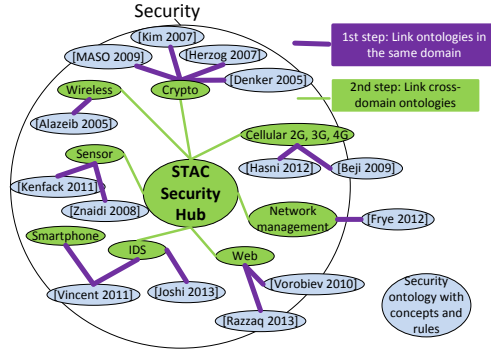 Security
[Kim 2007]
[MASO 2009]
[Herzog 2007]
[Denker 2005]
1st step: Link ontologies in
the same domain
Wireless
Crypto
2nd step: Link cross-
domain ontologies
[Alazeib 2005]
Cellular 2G, 3G, 4G
Sensor
[Hasni 2012]
[Beji 2009]
STAC
Security
Hub
[Kenfack 2011]
[Znaidi 2008]
Network
management
[Frye 2012]
Smartphone
IDS
Web
[Vincent 2011]
[Joshi 2013]
[Vorobiev 2010]
[Razzaq 2013]
Security
ontology with
concepts and
rules